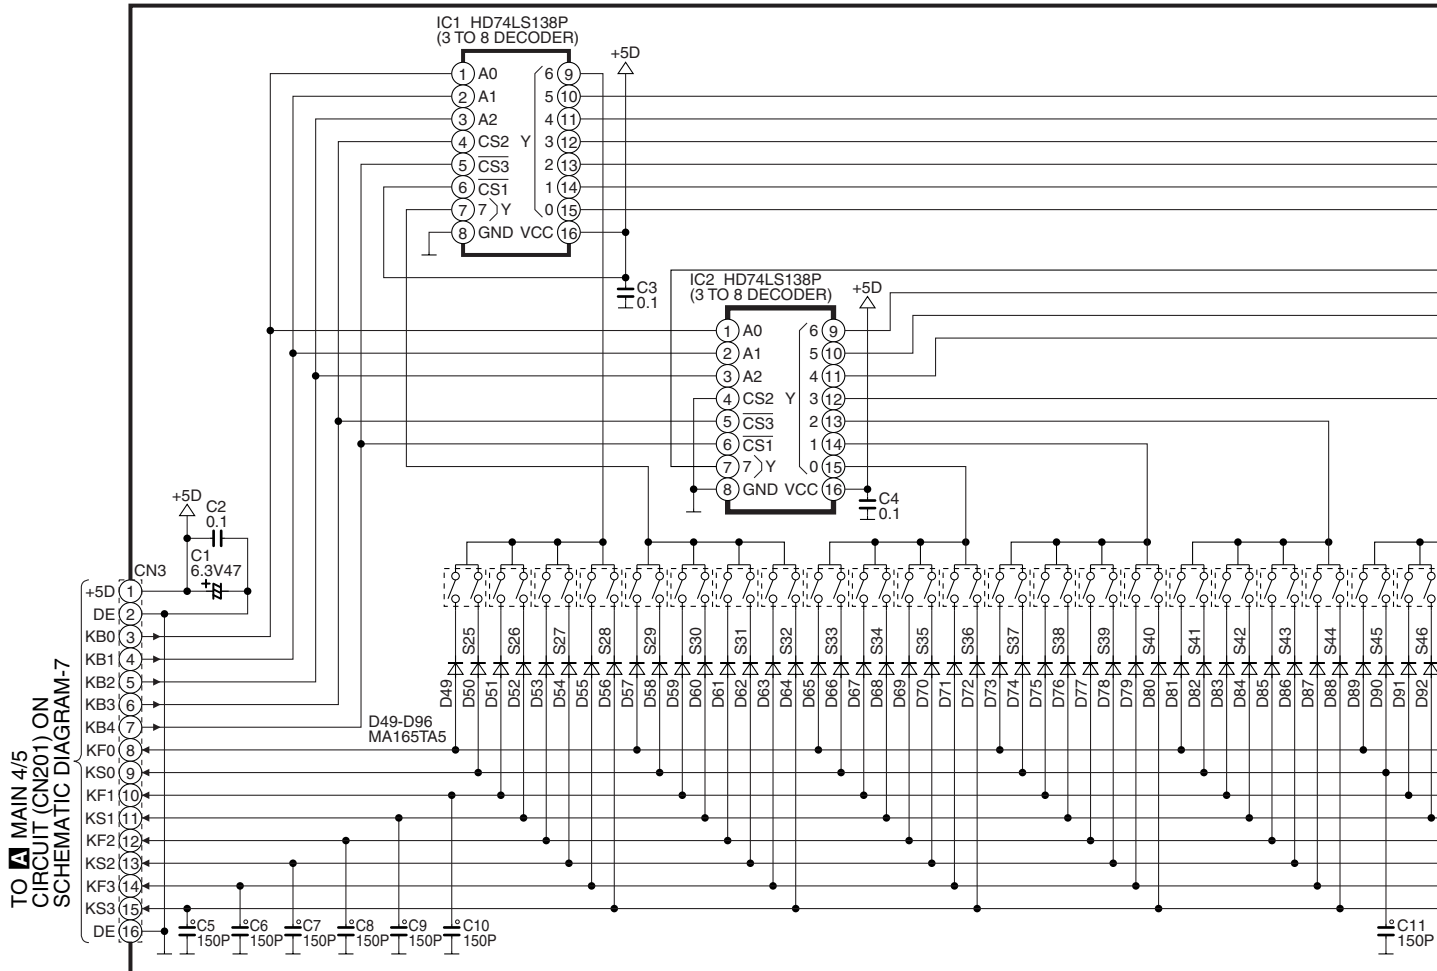 IC1 HD74LS138P
(3 TO 8 DECODER)
+5D
1 A0 6 9
2 A1 5 10
3 A2 4 11
4 CS2 Y 3 12
5 CS3 2 13
6 CS1 1 14
7 7 ) Y 0 15
8 GND VCC 16
C3
0.1
IC2 HD74LS138P
(3 TO 8 DECODER)
+5D
1 A0 6 9
2 A1 5 10
3 A2 4 11
4 CS2 Y 3 12
5 CS3 2 13
6 CS1 1 14
7 7 ) Y 0 15
8 GND VCC 16
C4
0.1
+5D
C2
0.1
C1
6.3V47
+
CN3
+5D 1
DE 2
KB0 3
KB1 4
KB2 5
KB3 6
KB4 7
KF0 8
KS0 9
KF1 10
KS1 11
KF2 12
KS2 13
KF3 14
KS3 15
DE 16
TO A MAIN 4/5
CIRCUIT (CN201) ON
SCHEMATIC DIAGRAM-7
S25 S26 S27 S28 S29 S30 S31 S32 S33 S34 S35 S36 S37 S38 S39 S40 S41 S42 S43 S44 S45 S46
D49 D50 D51 D52 D53 D54 D55 D56 D57 D58 D59 D60 D61 D62 D63 D64 D65 D66 D67 D68 D69 D70 D71 D72 D73 D74 D75 D76 D77 D78 D79 D80 D81 D82 D83 D84 D85 D86 D87 D88 D89 D90 D91 D92
D49-D96
MA165TA5
C5 C6 C7 C8 C9 C10 C11
150P 150P 150P 150P 150P 150P 150P